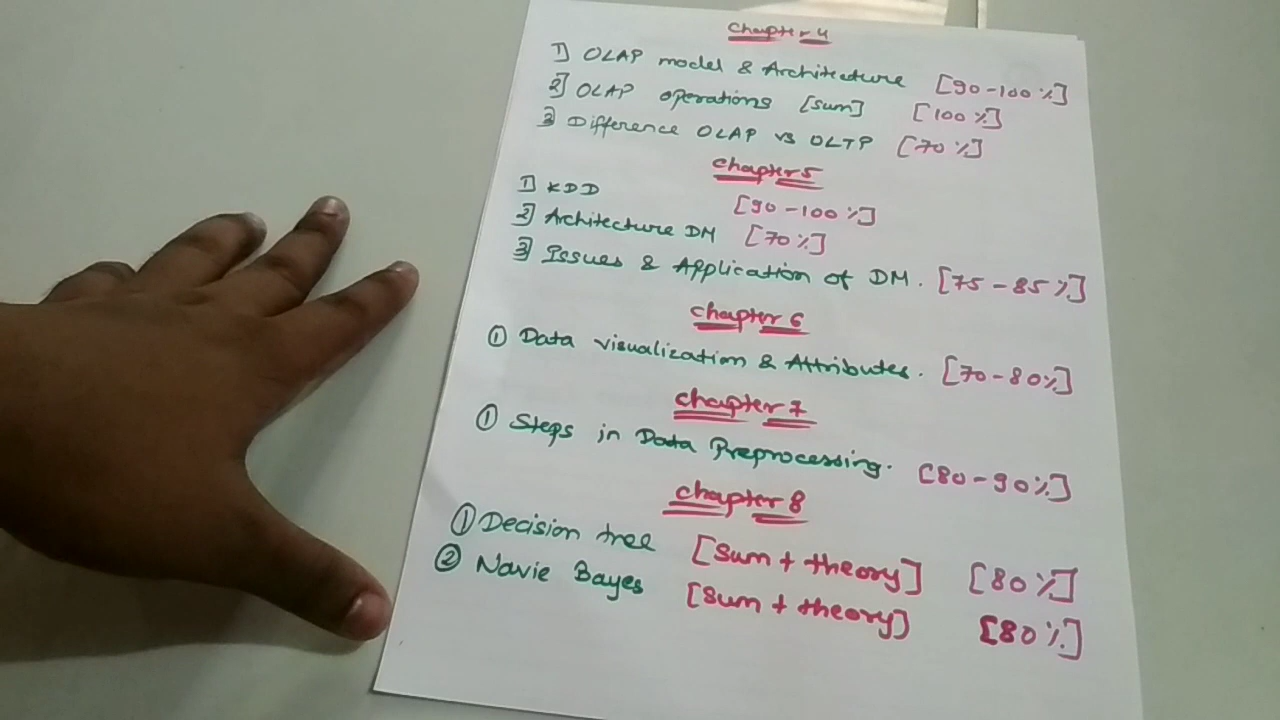 Chapter 4
1] OLAP model & Architecture [90-100%]
2] OLAP operations [sum] [100%]
3] Difference OLAP vs OLTP [70%]
Chapter 5
1] KDD [90-100%]
2] Architecture DM [70%]
3] Issues & Application of DM. [75-85%]
Chapter 6
① Data visualization & Attributes. [70-80%]
Chapter 7
① Steps in Data Preprocessing. [80-90%]
Chapter 8
① Decision tree [Sum + theory] [80%]
② Navie Bayes [Sum + theory] [80%]